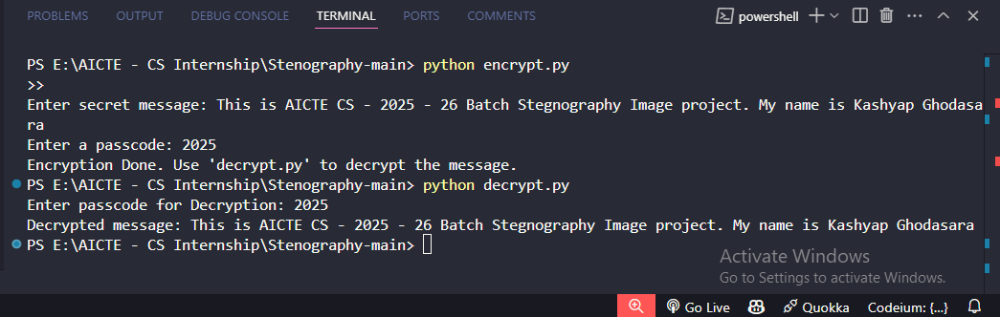 PROBLEMS OUTPUT DEBUG CONSOLE TERMINAL PORTS COMMENTS powershell
PS E:\AICTE - CS Internship\Stenography-main> python encrypt.py
>>
Enter secret message: This is AICTE CS - 2025 - 26 Batch Stegnography Image project. My name is Kashyap Ghodasa
ra
Enter a passcode: 2025
Encryption Done. Use 'decrypt.py' to decrypt the message.
PS E:\AICTE - CS Internship\Stenography-main> python decrypt.py
Enter passcode for Decryption: 2025
Decrypted message: This is AICTE CS - 2025 - 26 Batch Stegnography Image project. My name is Kashyap Ghodasara
PS E:\AICTE - CS Internship\Stenography-main>
Activate Windows
Go to Settings to activate Windows.
Go Live Quokka Codeium: {...}